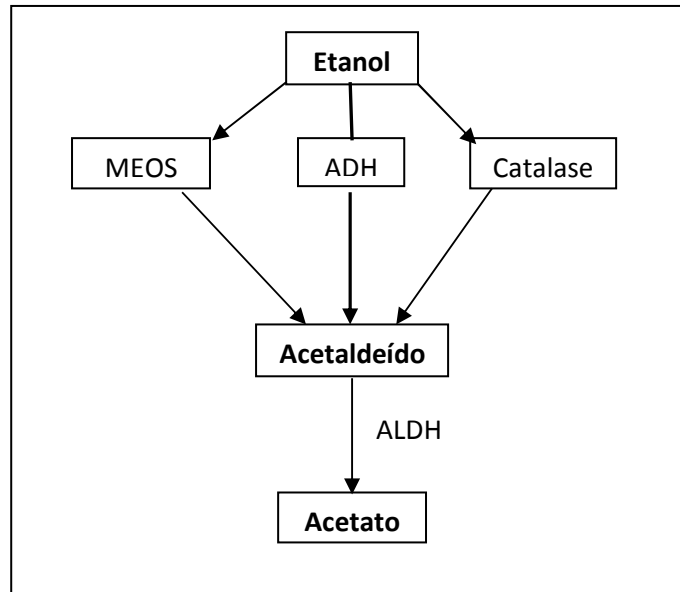 Etanol
MEOS
ADH
Catalase
Acetaldeído
ALDH
Acetato